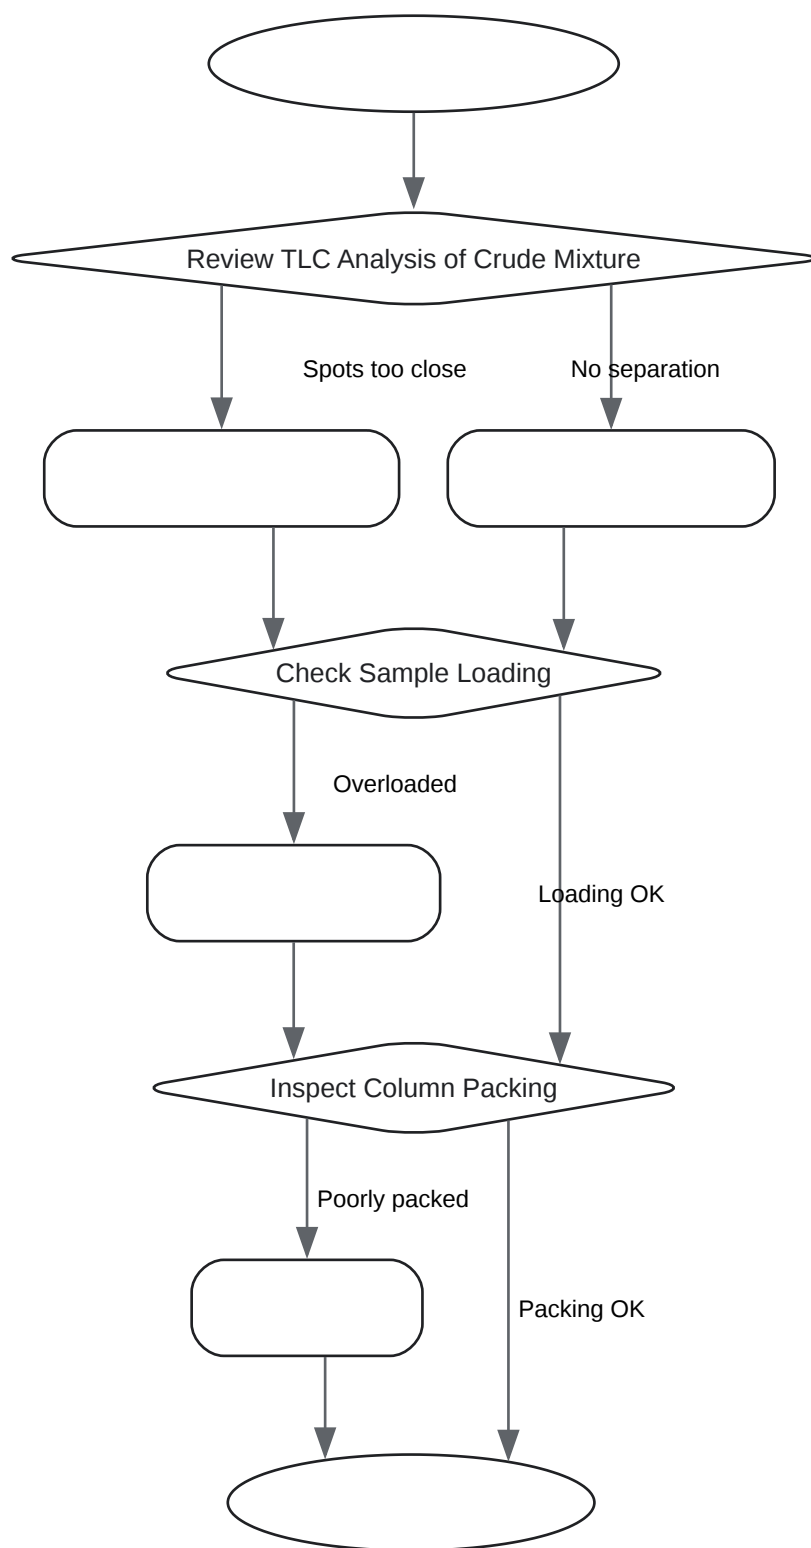 Review TLC Analysis of Crude Mixture
Spots too close
No separation
Check Sample Loading
Overloaded
Loading OK
Inspect Column Packing
Poorly packed
Packing OK